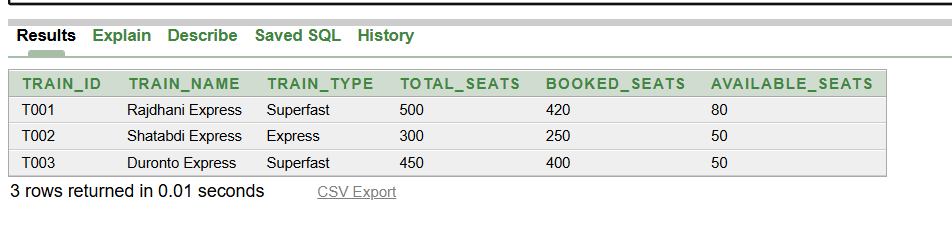 Results Explain Describe Saved SQL History
TRAIN_ID TRAIN_NAME TRAIN_TYPE TOTAL_SEATS BOOKED_SEATS AVAILABLE_SEATS
T001 Rajdhani Express Superfast 500 420 80
T002 Shatabdi Express Express 300 250 50
T003 Duronto Express Superfast 450 400 50
3 rows returned in 0.01 seconds CSV Export